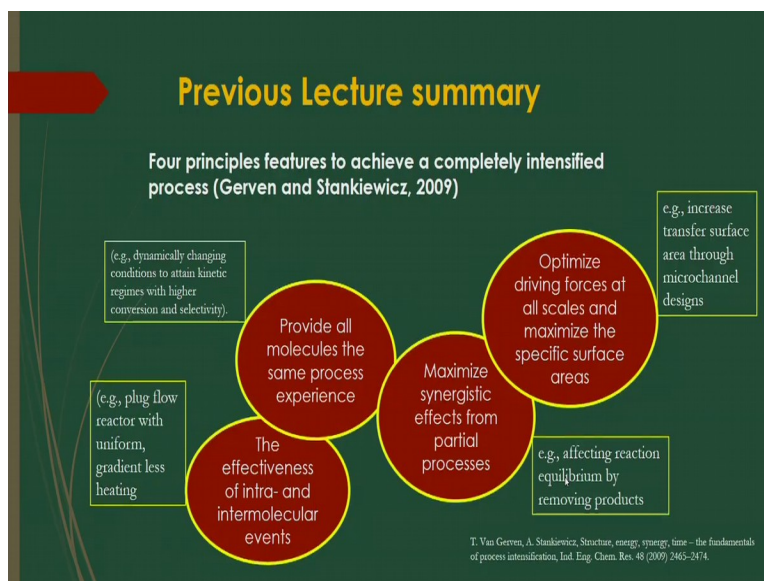 Previous Lecture summary
Four principles features to achieve a completely intensified
process (Gerven and Stankiewicz, 2009)
(e.g., dynamically changing
conditions to attain kinetic
regimes with higher
conversion and selectivity).
Provide all
molecules the
same process
experience
(e.g., plug flow
reactor with
uniform,
gradient less
heating
The
effectiveness
of intra- and
intermolecular
events
Maximize
synergistic
effects from
partial
processes
Optimize
driving forces at
all scales and
maximize the
specific surface
areas
e.g., increase
transfer surface
area through
microchannel
designs
e.g., affecting reaction
equilibrium by
removing products
T. Van Gerven, A. Stankiewicz, Structure, energy, synergy, time – the fundamentals
of process intensification, Ind. Eng. Chem. Res. 48 (2009) 2465–2474.